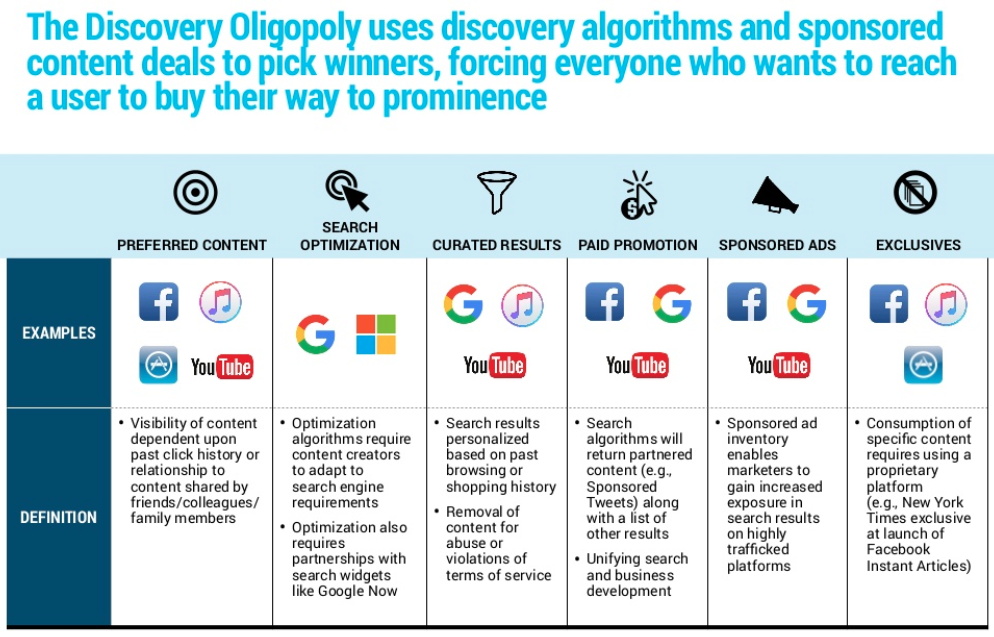 The Discovery Oligopoly uses discovery algorithms and sponsored
content deals to pick winners, forcing everyone who wants to reach
a user to buy their way to prominence
PREFERRED CONTENT
SEARCH
OPTIMIZATION
CURATED RESULTS
PAID PROMOTION
SPONSORED ADS
EXCLUSIVES
EXAMPLES
YouTube
YouTube
YouTube
YouTube
DEFINITION
• Visibility of content
dependent upon
past click history or
relationship to
content shared by
friends/colleagues/
family members
• Optimization
algorithms require
content creators
to adapt to
search engine
requirements
• Optimization also
requires
partnerships with
search widgets
like Google Now
• Search results
personalized
based on past
browsing or
shopping history
• Removal of
content for
abuse or
violations of
terms of service
• Search
algorithms will
return partnered
content (e.g.,
Sponsored
Tweets) along
with a list of
other results
• Unifying search
and business
development
• Sponsored ad
inventory
enables
marketers to
gain increased
exposure in
search results
on highly
trafficked
platforms
• Consumption of
specific content
requires using a
proprietary
platform
(e.g., New York
Times exclusive
at launch of
Facebook
Instant Articles)